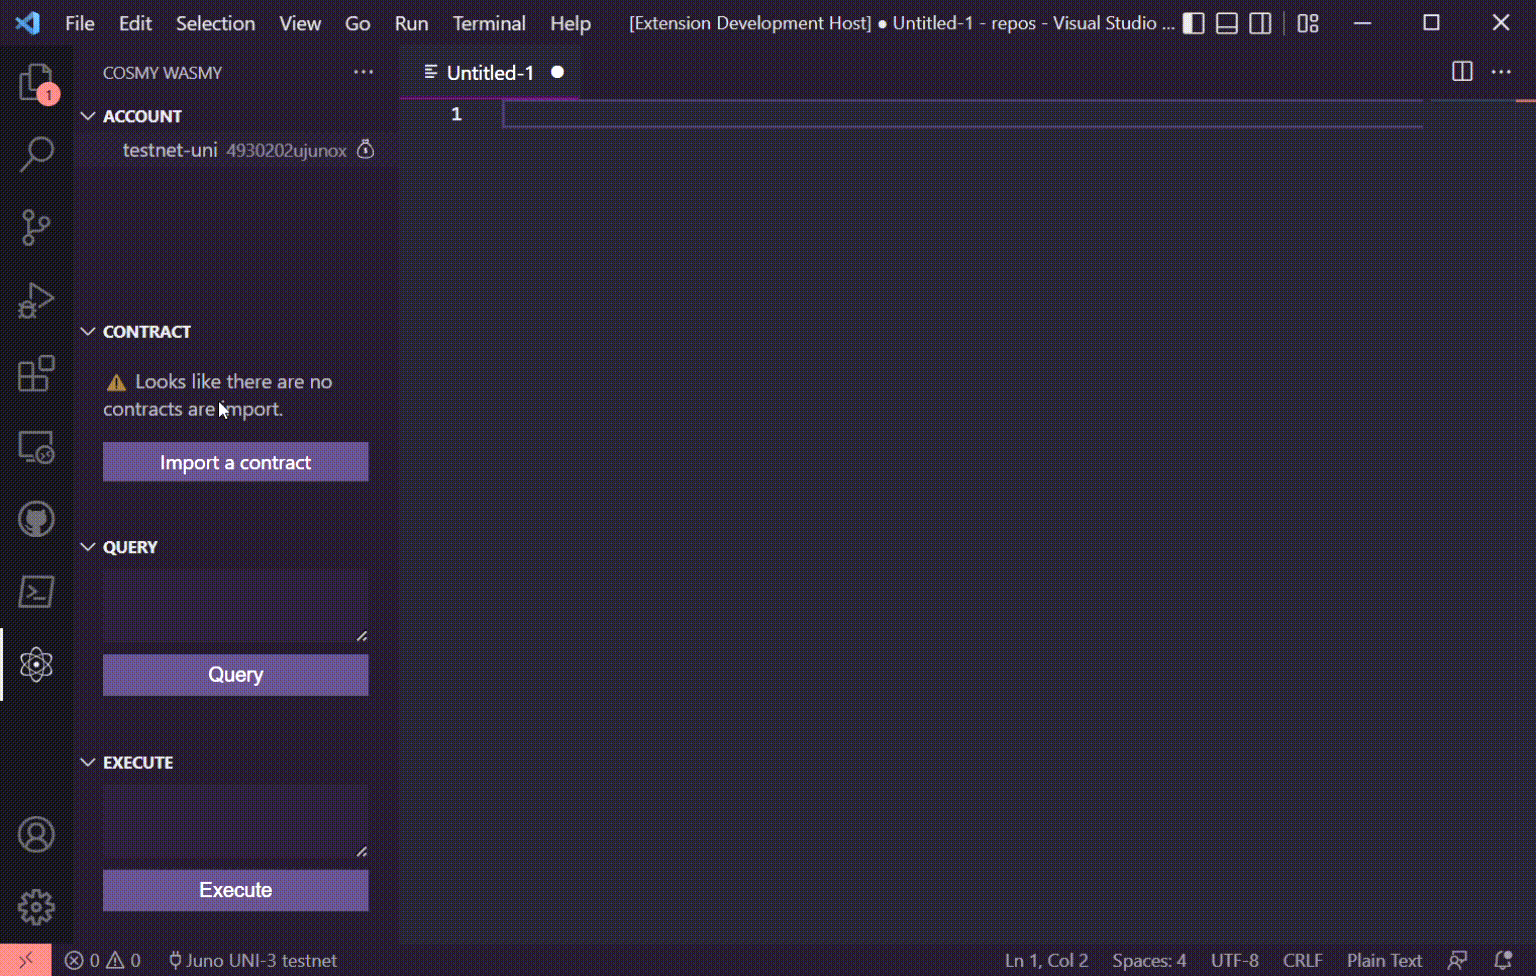 File Edit Selection View Go Run Terminal Help [Extension Development Host] ● Untitled-1 - repos - Visual Studio ...
COSMY WASMY ···
Untitled-1 ●
1
ACCOUNT
1
testnet-uni 4930202ujunox
CONTRACT
Looks like there are no
contracts are import.
Import a contract
QUERY
Query
EXECUTE
Execute
0 0 Juno UNI-3 testnet Ln 1, Col 2 Spaces: 4 UTF-8 CRLF Plain Text